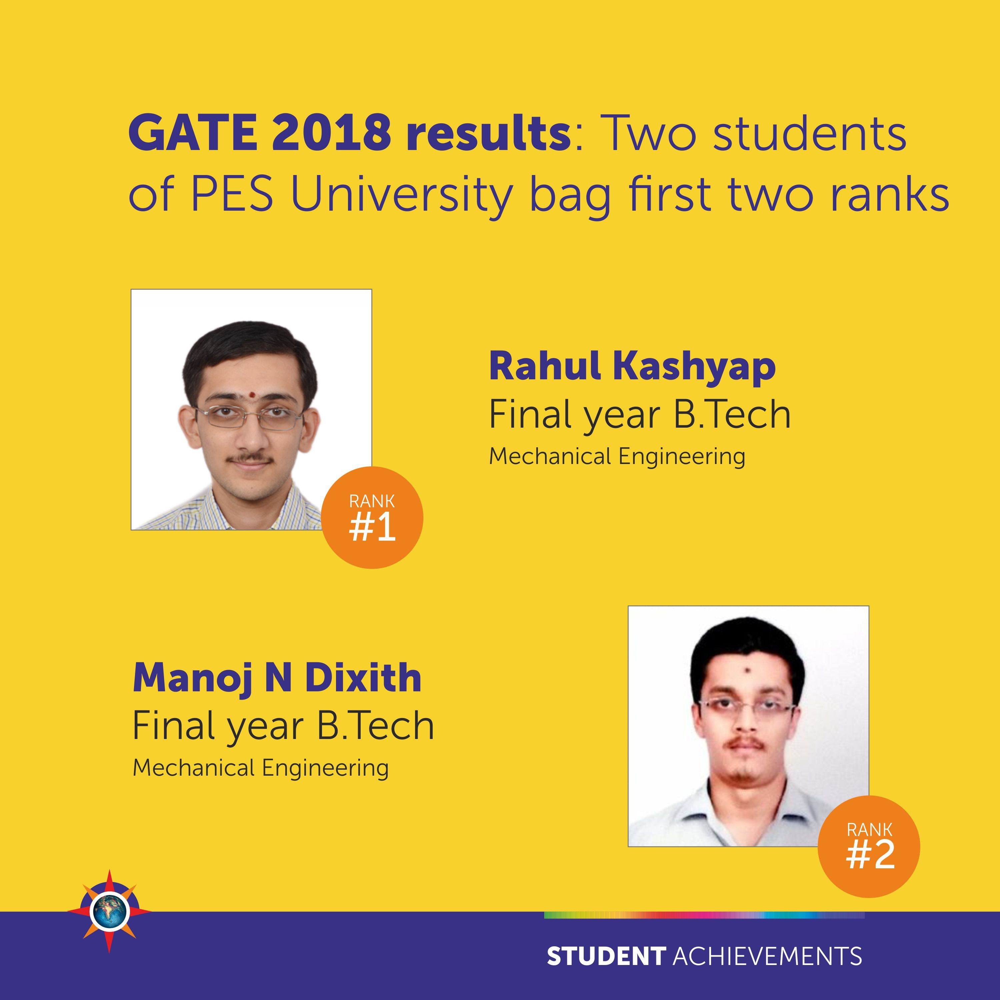 GATE 2018 results: Two students
of PES University bag first two ranks
Rahul Kashyap
Final year B.Tech
Mechanical Engineering
RANK
#1
Manoj N Dixith
Final year B.Tech
Mechanical Engineering
RANK
#2
STUDENT ACHIEVEMENTS